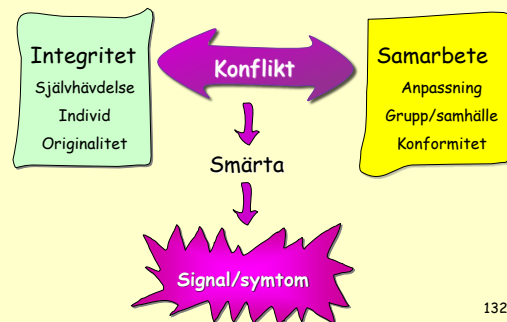 Integritet
Självhävdelse
Individ
Originalitet
Konflikt
Samarbete
Anpassning
Grupp/samhälle
Konformitet
Smärta
Signal/symtom
132